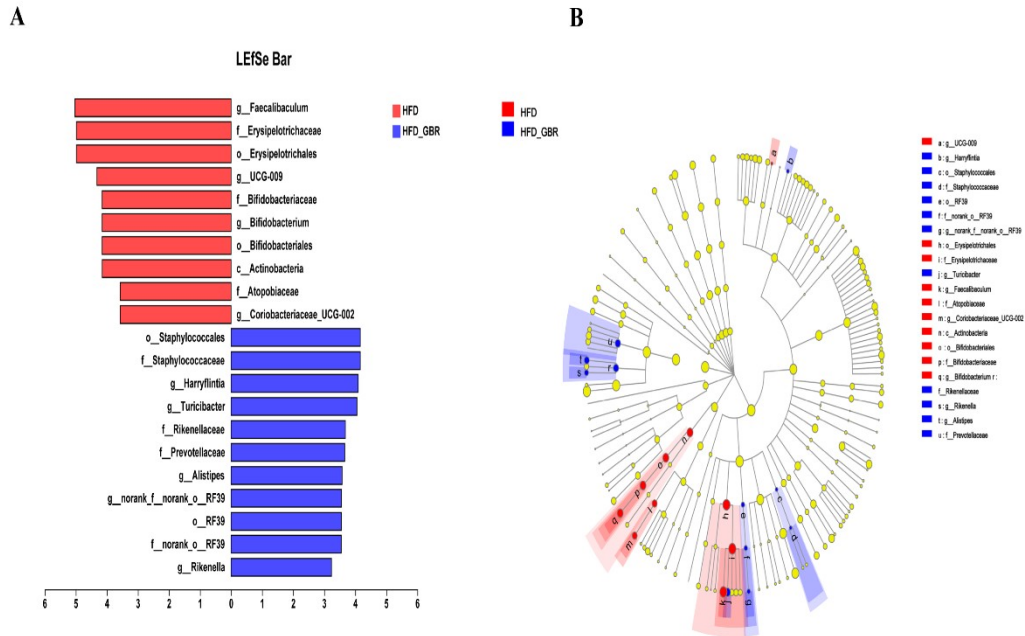 A
LEfSe Bar
g__Faecalibaculum
f__Erysipelotrichaceae
o__Erysipelotrichales
g__UCG-009
f__Bifidobacteriaceae
g__Bifidobacterium
o__Bifidobacteriales
c__Actinobacteria
f__Atopobiaceae
g__Coriobacteriaceae_UCG-002
o__Staphylococcales
f__Staphylococcaceae
g__Harryflintia
g__Turicibacter
f__Rikenellaceae
f__Prevotellaceae
g__Alistipes
g__norank_f__norank_o__RF39
o__RF39
f__norank_o__RF39
g__Rikenella
6 5 4 3 2 1 0 1 2 3 4 5 6
HFD
HFD_GBR
B
HFD
HFD_GBR
a
b
u
t
r
s
n
o
p
l
q
m
h
e
c
d
i
f
k
j
g
a : g__UCG-009
b : g__Harryflintia
c : o__Staphylococcales
d : f__Staphylococcaceae
e : o__RF39
f : f__norank_o__RF39
g : g__norank_f__norank_o__RF39
h : o__Erysipelotrichales
i : f__Erysipelotrichaceae
j : g__Turicibacter
k : g__Faecalibaculum
l : f__Atopobiaceae
m : g__Coriobacteriaceae_UCG-002
n : c__Actinobacteria
o : o__Bifidobacteriales
p : f__Bifidobacteriaceae
q : g__Bifidobacterium r :
f__Rikenellaceae
s : g__Rikenella
t : g__Alistipes
u : f__Prevotellaceae